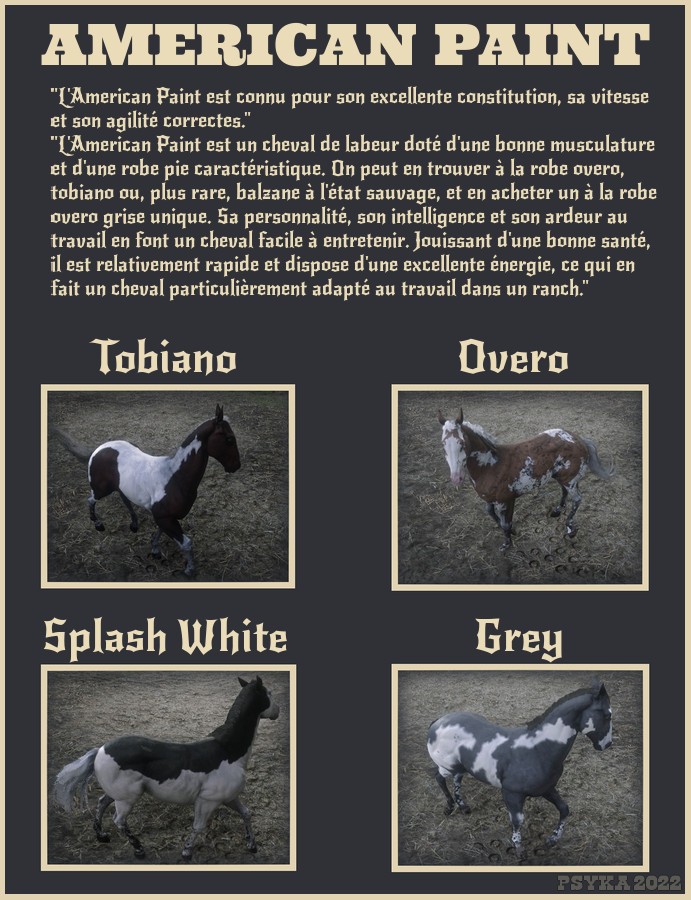 AMERICAN PAINT
"L'American Paint est connu pour son excellente constitution, sa vitesse
et son agilité correctes."
"L'American Paint est un cheval de labeur doté d'une bonne musculature
et d'une robe pie caractéristique. On peut en trouver à la robe overo,
tobiano ou, plus rare, balzane à l'état sauvage, et en acheter un à la robe
overo grise unique. Sa personnalité, son intelligence et son ardeur au
travail en font un cheval facile à entretenir. Jouissant d'une bonne santé,
il est relativement rapide et dispose d'une excellente énergie, ce qui en
fait un cheval particulièrement adapté au travail dans un ranch."
Tobiano
Overo
Splash White
Grey
PSYKA 2022